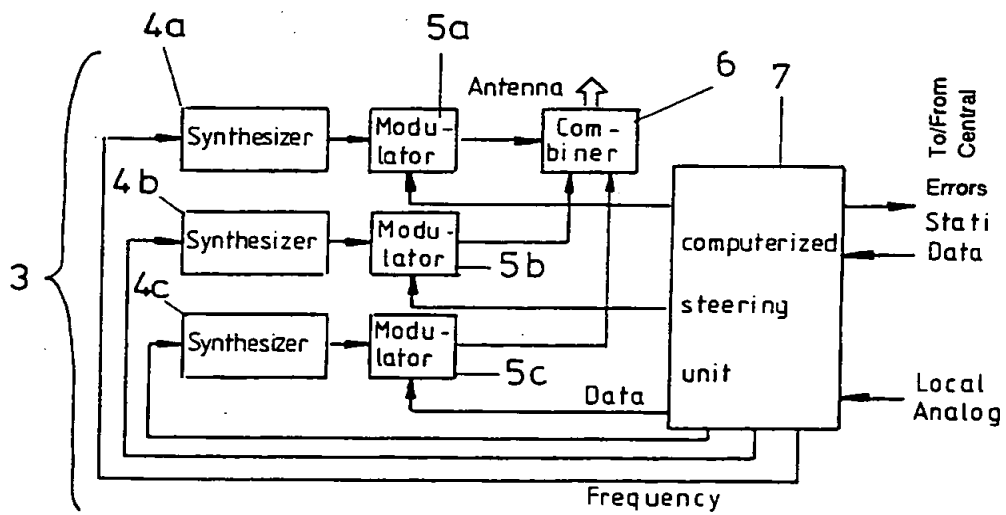 4a
5a
6
7
Antenna
To/From
Central
Synthesizer
Modu-
lator
Com-
biner
Errors
4b
Stati
Synthesizer
Modu-
lator
computerized
Data
3
5b
4c
steering
Synthesizer
Modu-
lator
unit
5c
Data
Local
Analog
Frequency